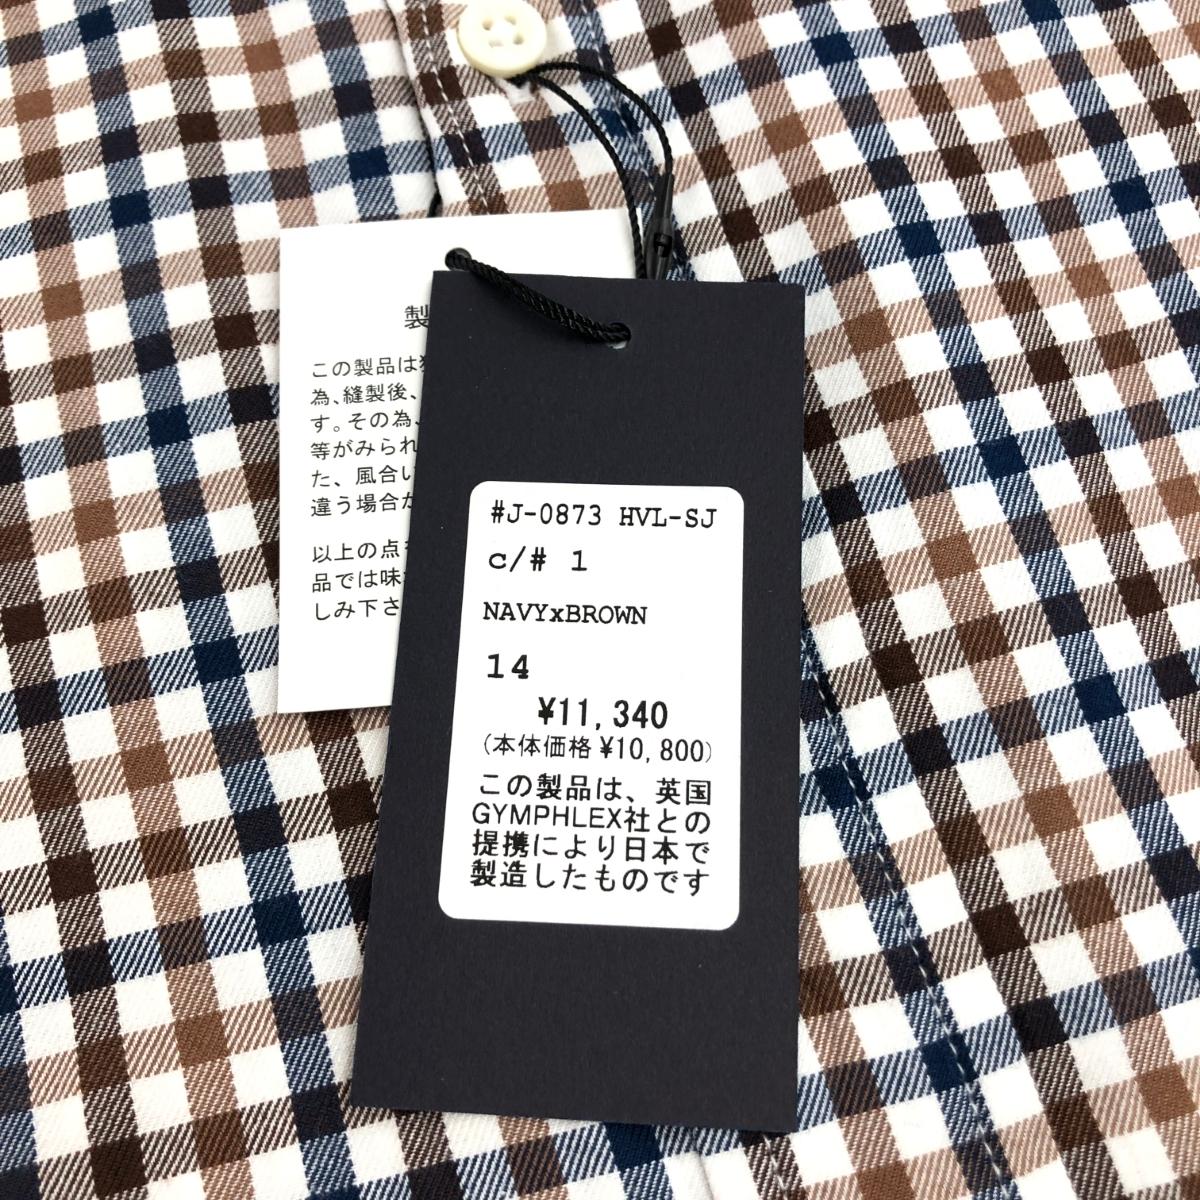 製
この製品は
為、縫製後、
す。その為、
等がみられ
た、風合い
違う場合が
以上の点
品では味
しみ下さ
#J-0873 HVL-SJ
c/# 1
NAVYxBROWN
14
¥11,340
(本体価格 ¥10,800)
この製品は、英国
GYMPHLEX社との
提携により日本で
製造したものです